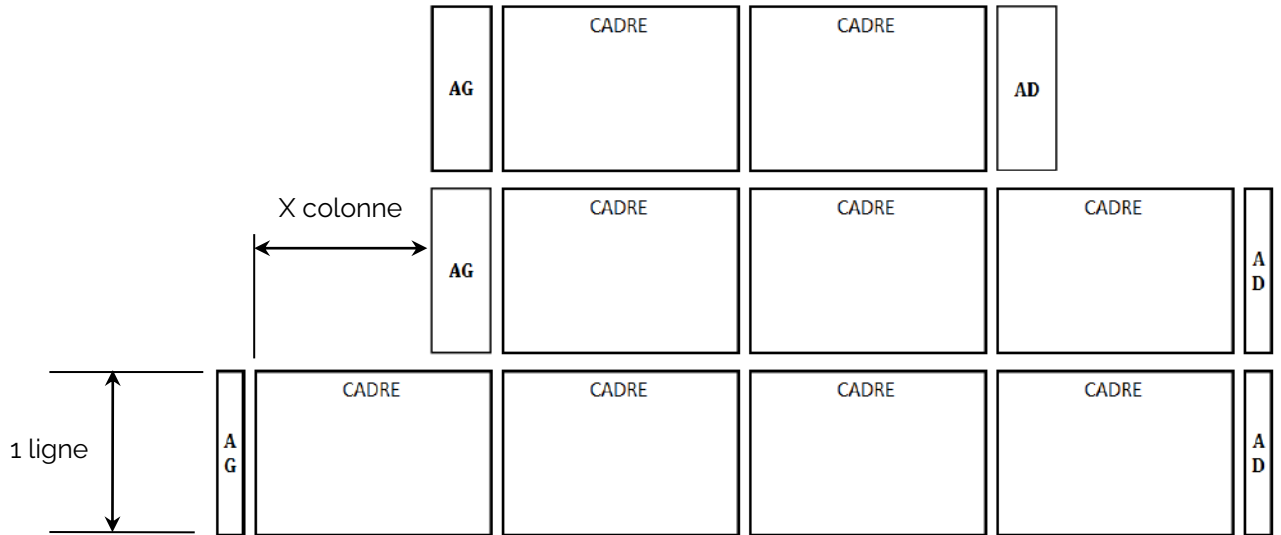 CADRE CADRE
AG AD
X colonne CADRE CADRE CADRE
AG A
D
CADRE CADRE CADRE CADRE
1 ligne A
G A
D